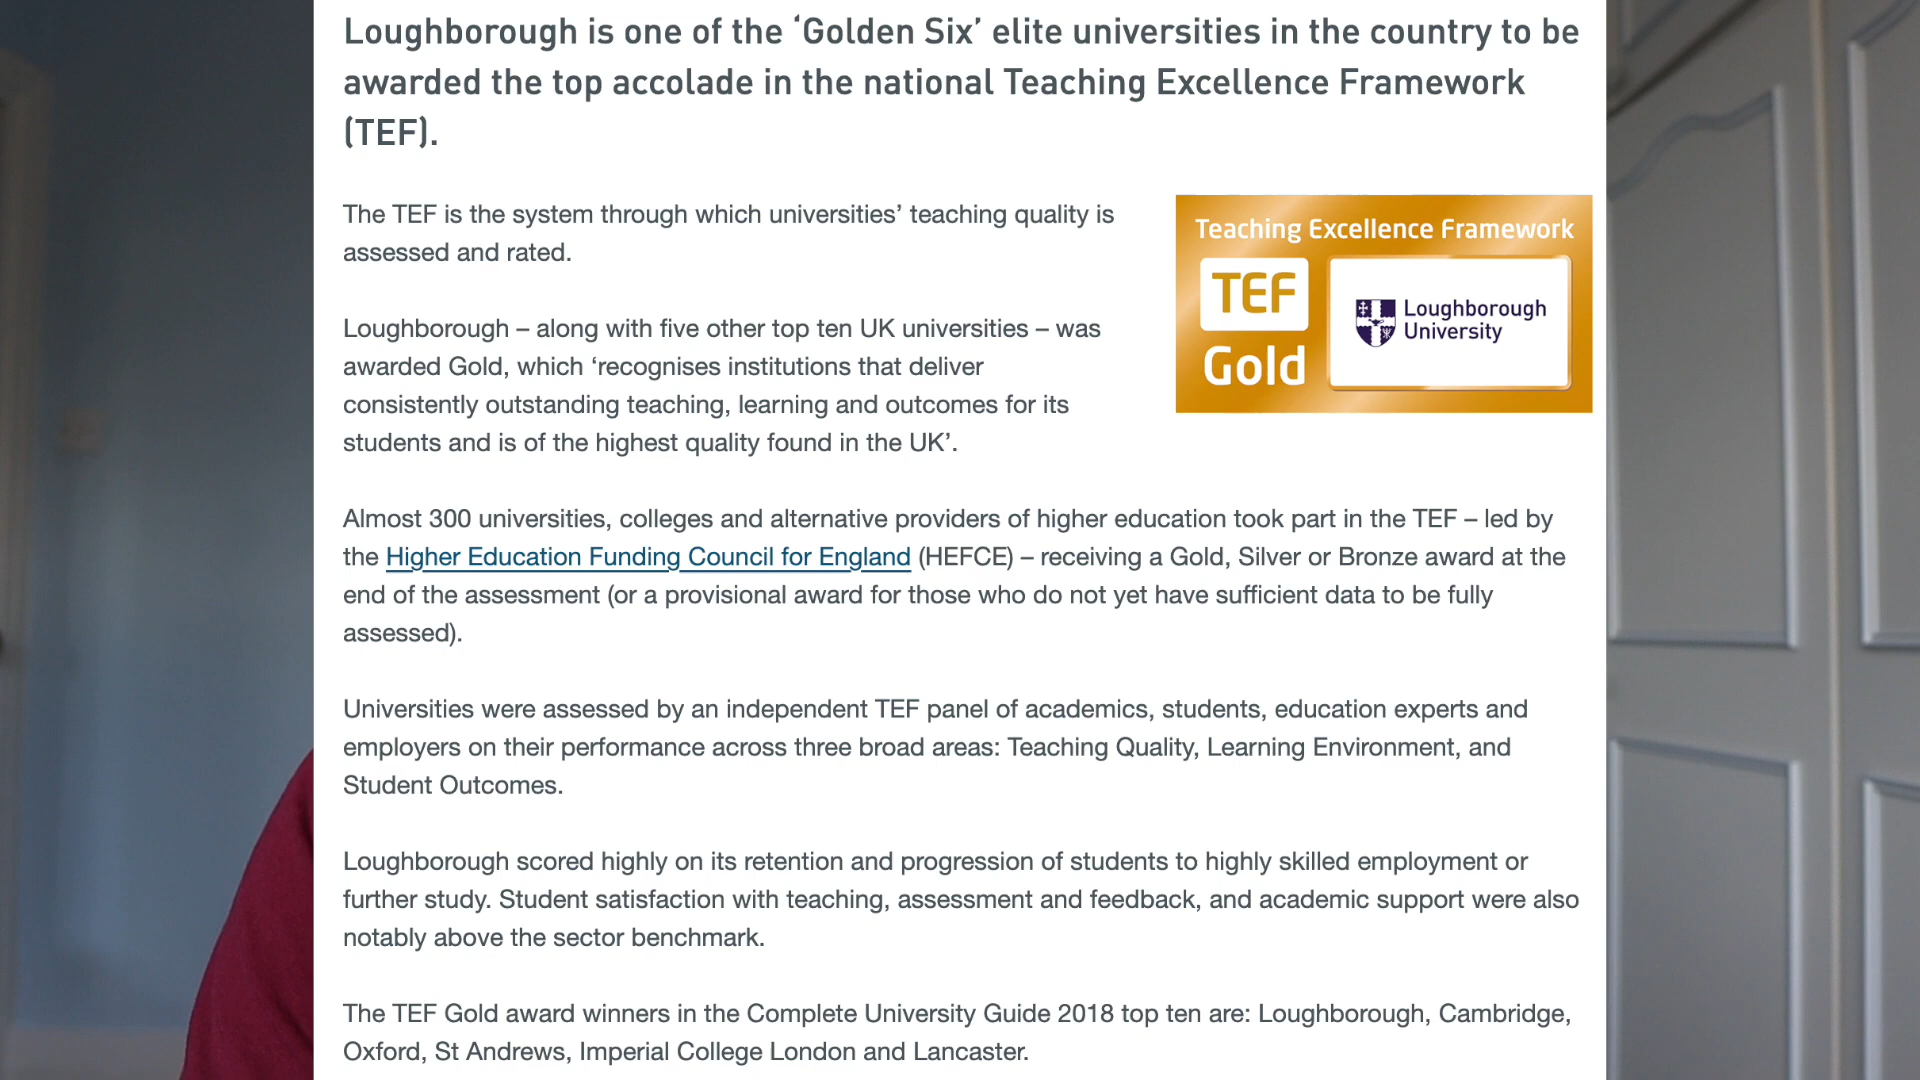 Loughborough is one of the ‘Golden Six’ elite universities in the country to be
awarded the top accolade in the national Teaching Excellence Framework
(TEF).
The TEF is the system through which universities’ teaching quality is
assessed and rated.
Loughborough – along with five other top ten UK universities – was
awarded Gold, which ‘recognises institutions that deliver
consistently outstanding teaching, learning and outcomes for its
students and is of the highest quality found in the UK’.
Teaching Excellence Framework
TEF
Gold
Loughborough
University
Almost 300 universities, colleges and alternative providers of higher education took part in the TEF – led by
the Higher Education Funding Council for England (HEFCE) – receiving a Gold, Silver or Bronze award at the
end of the assessment (or a provisional award for those who do not yet have sufficient data to be fully
assessed).
Universities were assessed by an independent TEF panel of academics, students, education experts and
employers on their performance across three broad areas: Teaching Quality, Learning Environment, and
Student Outcomes.
Loughborough scored highly on its retention and progression of students to highly skilled employment or
further study. Student satisfaction with teaching, assessment and feedback, and academic support were also
notably above the sector benchmark.
The TEF Gold award winners in the Complete University Guide 2018 top ten are: Loughborough, Cambridge,
Oxford, St Andrews, Imperial College London and Lancaster.